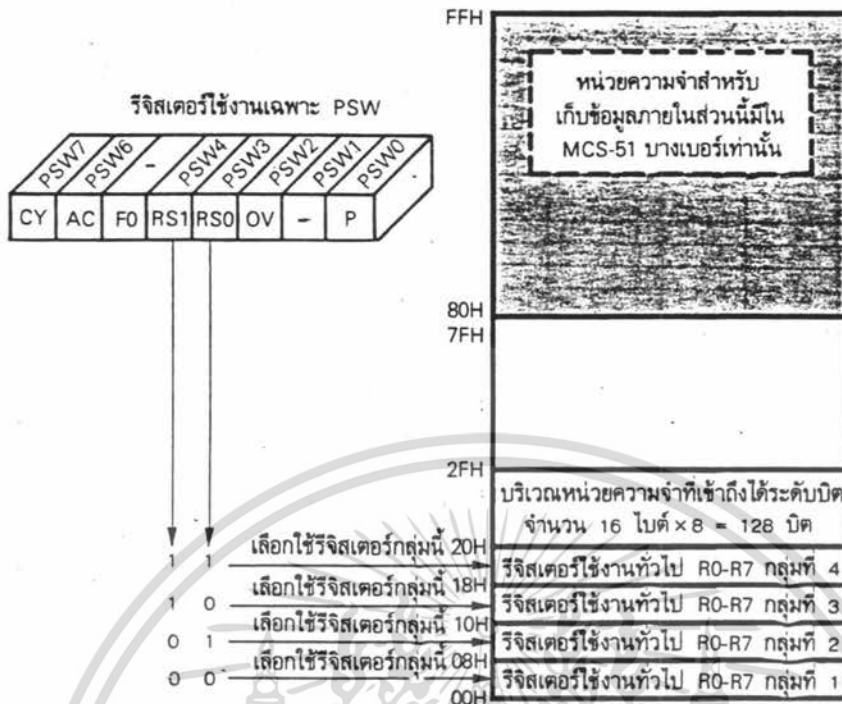 FFH
หน่วยความจำสำหรับ
เก็บข้อมูลภายในส่วนนี้มีใน
MCS-51 บางเบอร์เท่านั้น
รีจิสเตอร์ใช้งานเฉพาะ PSW
PSW7 PSW6 - PSW4 PSW3 PSW2 PSW1 PSW0
CY AC F0 RS1 RS0 OV - P
80H
7FH
2FH
บริเวณหน่วยความจำที่เข้าถึงได้ระดับบิต
จำนวน 16 ไบต์ × 8 = 128 บิต
เลือกใช้รีจิสเตอร์กลุ่มนี้ 20H
1 1 รีจิสเตอร์ใช้งานทั่วไป R0-R7 กลุ่มที่ 4
เลือกใช้รีจิสเตอร์กลุ่มนี้ 18H
1 0 รีจิสเตอร์ใช้งานทั่วไป R0-R7 กลุ่มที่ 3
เลือกใช้รีจิสเตอร์กลุ่มนี้ 10H
0 1 รีจิสเตอร์ใช้งานทั่วไป R0-R7 กลุ่มที่ 2
เลือกใช้รีจิสเตอร์กลุ่มนี้ 08H
0 0 รีจิสเตอร์ใช้งานทั่วไป R0-R7 กลุ่มที่ 1
00H